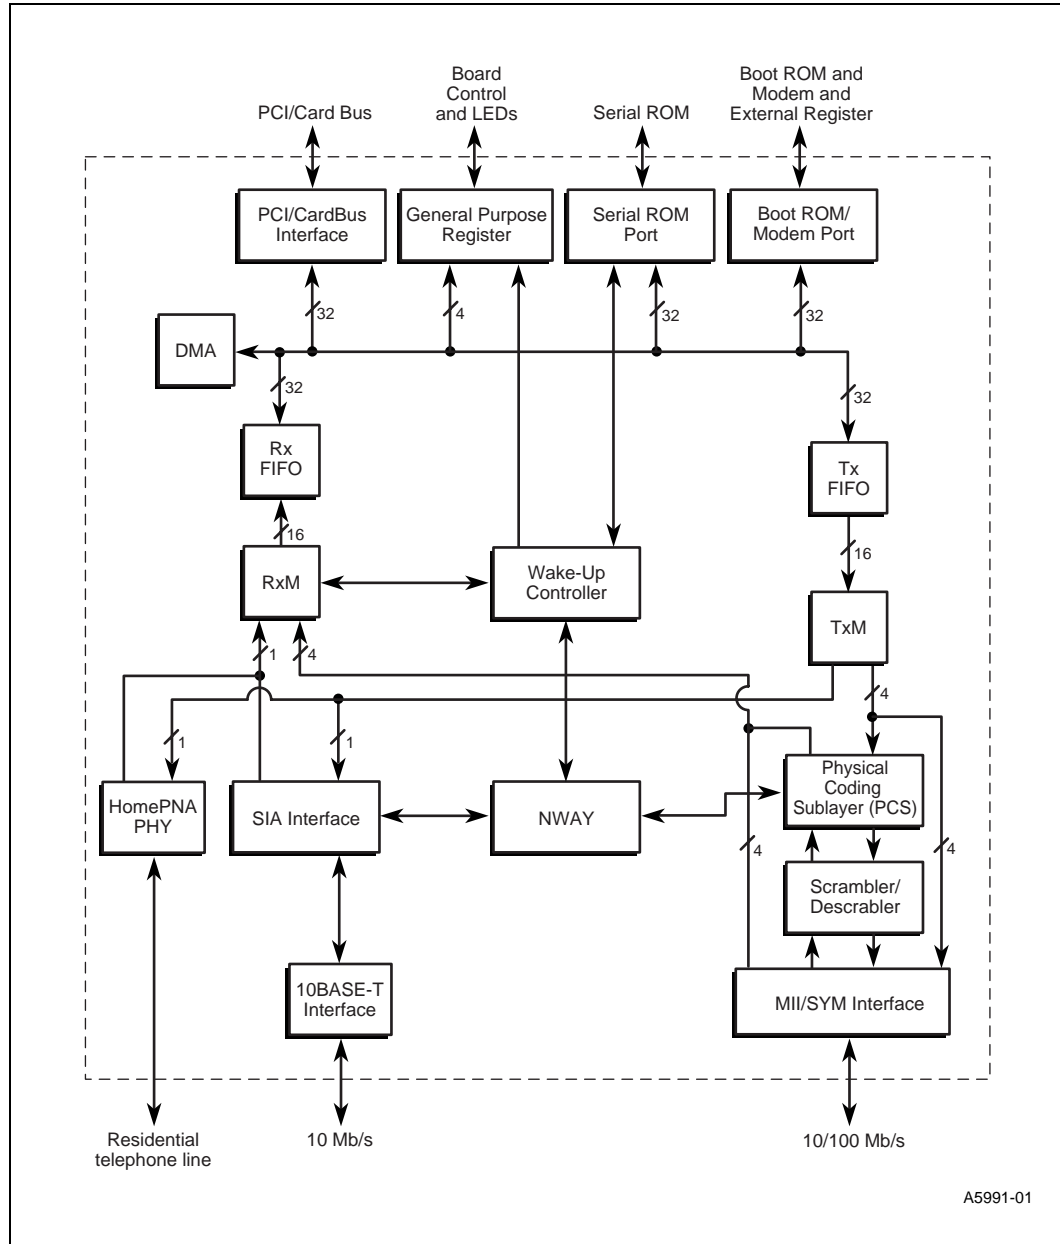 Board
Control
and LEDs
Boot ROM and
Modem and
External Register
PCI/Card Bus
Serial ROM
PCI/CardBus
Interface
General Purpose
Register
Serial ROM
Port
Boot ROM/
Modem Port
32
4
32
32
DMA
32
32
Rx
FIFO
Tx
FIFO
16
16
RxM
Wake-Up
Controller
TxM
1
4
4
1
1
HomePNA
PHY
SIA Interface
NWAY
Physical
Coding
Sublayer (PCS)
4
4
Scrambler/
Descrabler
10BASE-T
Interface
MII/SYM Interface
Residential
telephone line
10 Mb/s
10/100 Mb/s
A5991-01